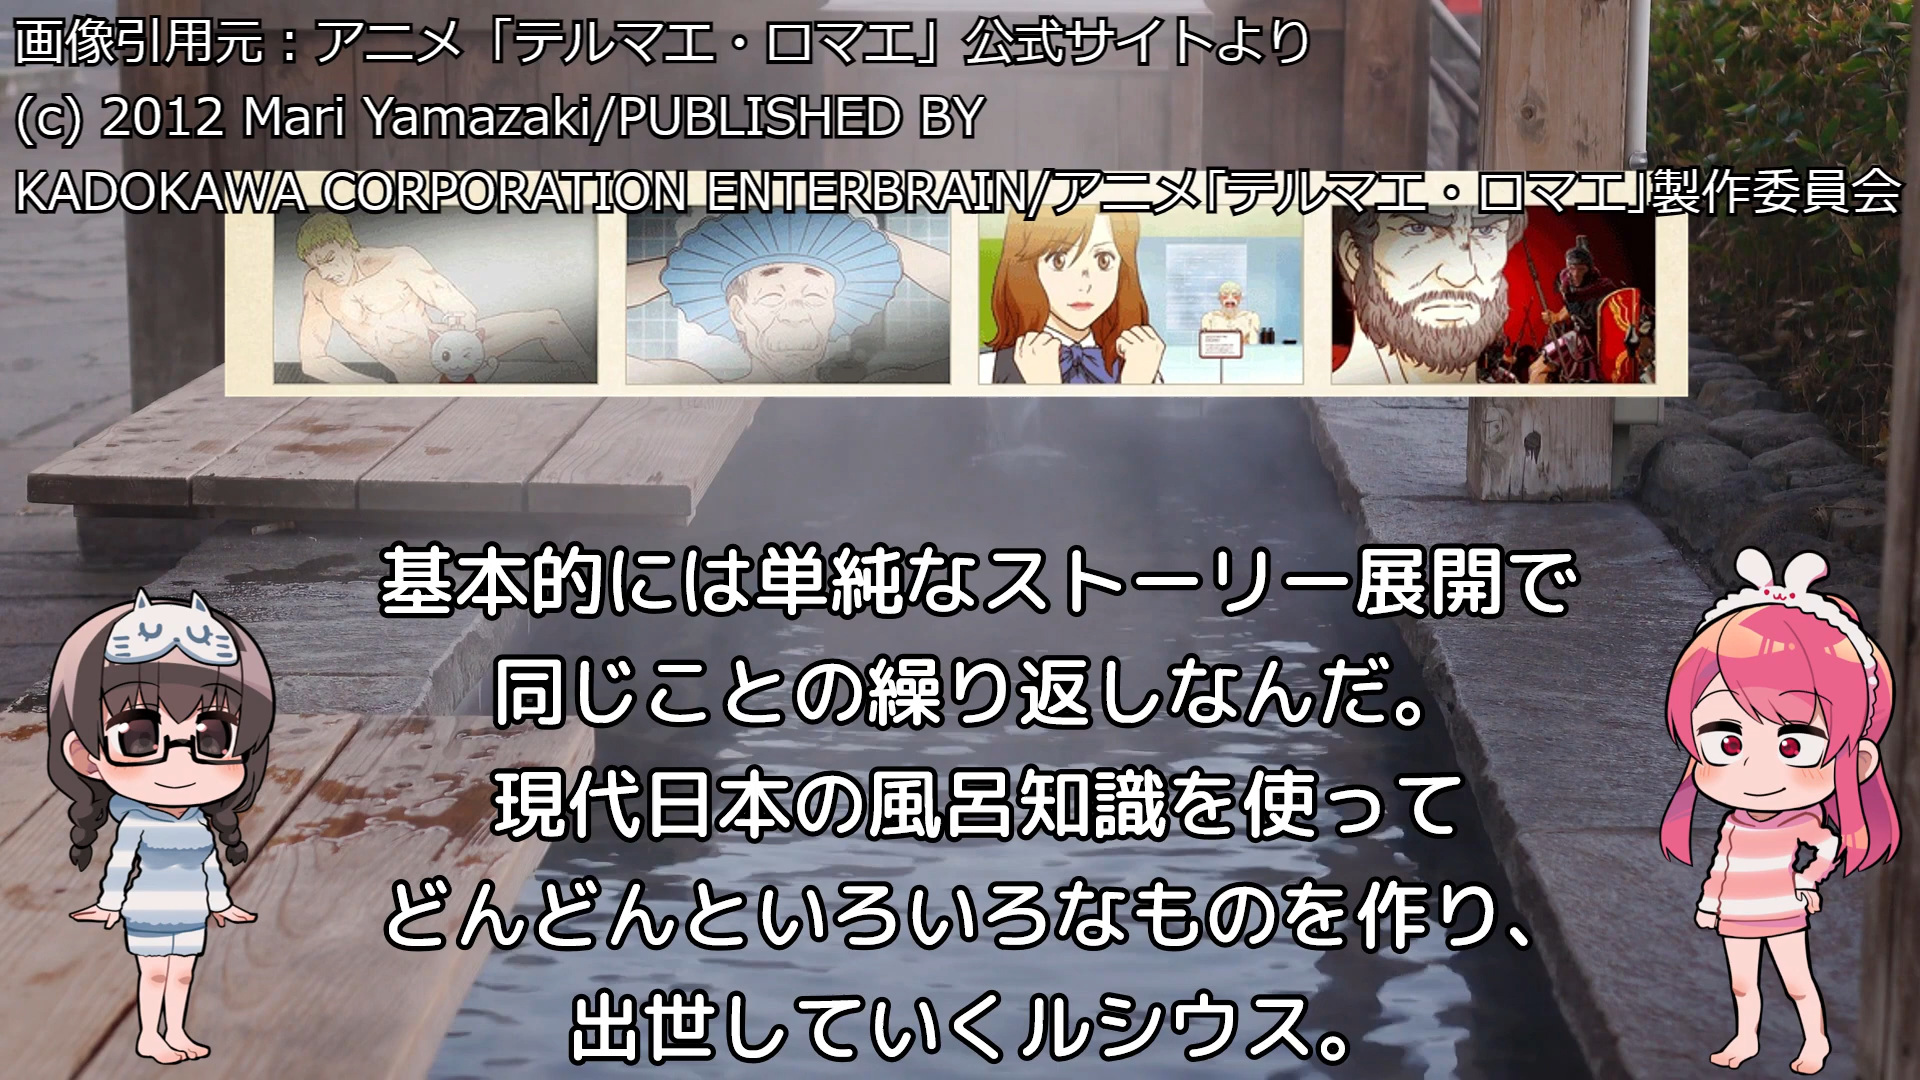 画像引用元：アニメ「テルマエ・ロマエ」公式サイトより
(c) 2012 Mari Yamazaki/PUBLISHED BY
KADOKAWA CORPORATION ENTERBRAIN/アニメ｢テルマエ・ロマエ｣製作委員会
基本的には単純なストーリー展開で
同じことの繰り返しなんだ。
現代日本の風呂知識を使って
どんどんといろいろなものを作り、
出世していくルシウス。